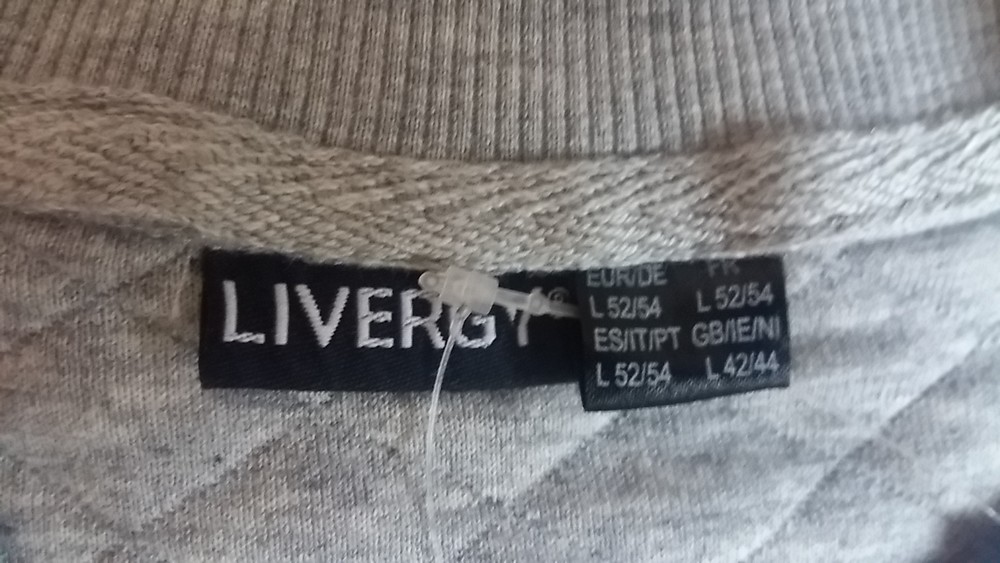 LIVERGY®
EUR/DE FR
L 52/54 L 52/54
ES/IT/PT GB/IE/NI
L 52/54 L 42/44